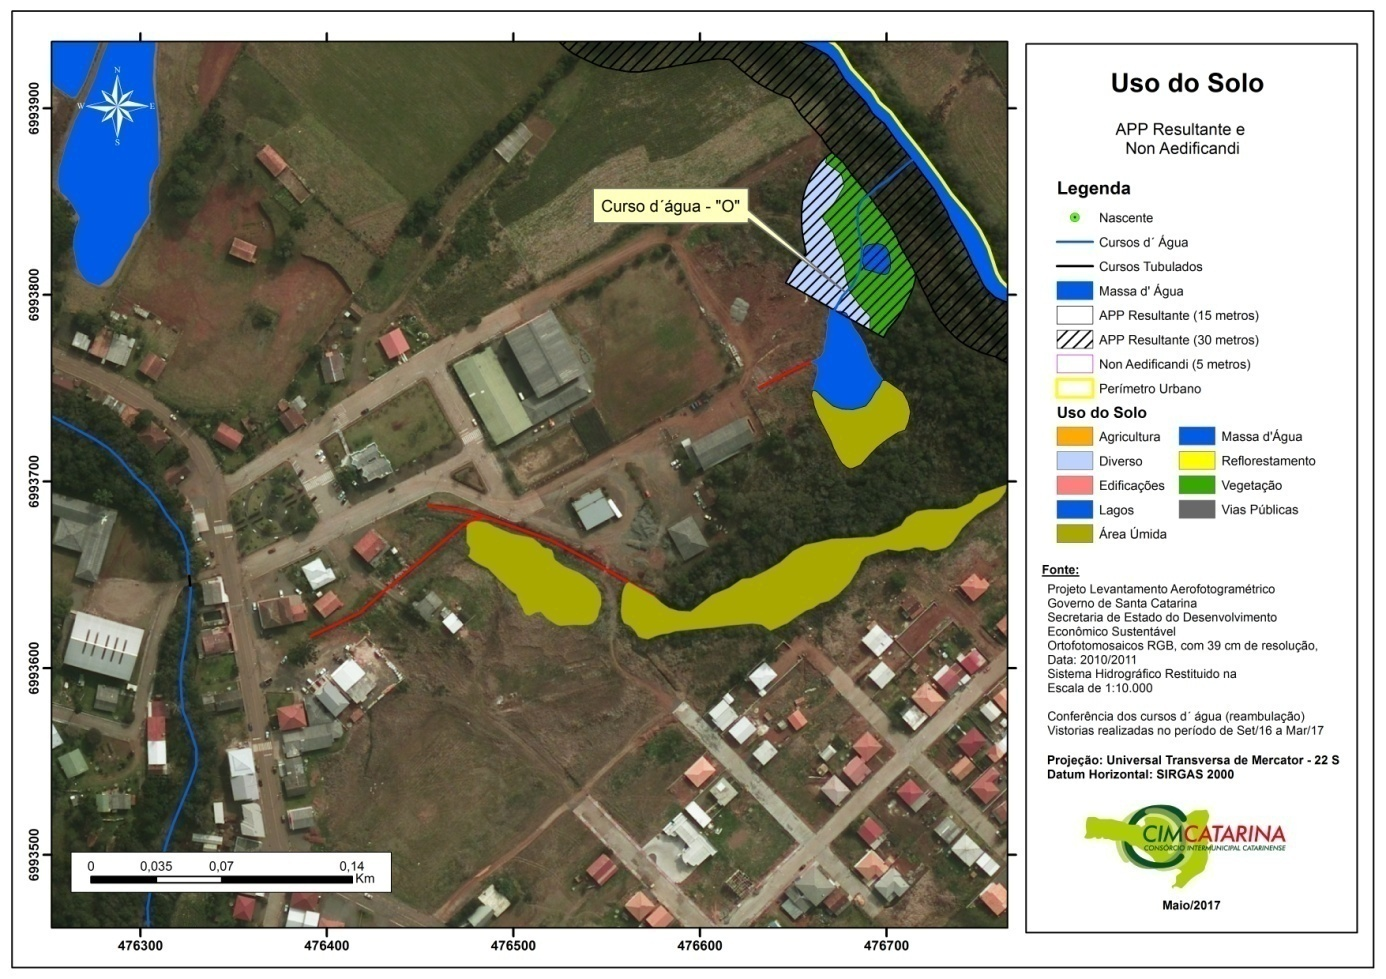 N
W
E
S
Curso d´água - "O"
6993900
6993800
6993700
6993600
6993500
476300
476400
476500
476600
476700
0
0,035
0,07
0,14
Km
Uso do Solo
APP Resultante e
Non Aedificandi
Legenda
Nascente
Cursos d´ Água
Cursos Tubulados
Massa d' Água
APP Resultante (15 metros)
APP Resultante (30 metros)
Non Aedificandi (5 metros)
Perímetro Urbano
Uso do Solo
Agricultura
Massa d'Água
Diverso
Reflorestamento
Edificações
Vegetação
Lagos
Vias Públicas
Área Úmida
Fonte:
Projeto Levantamento Aerofotogramétrico
Governo de Santa Catarina
Secretaria de Estado do Desenvolvimento
Econômico Sustentável
Ortofotomosaicos RGB, com 39 cm de resolução,
Data: 2010/2011
Sistema Hidrográfico Restituido na
Escala de 1:10.000
Conferência dos cursos d´ água (reambulação)
Vistorias realizadas no período de Set/16 a Mar/17
Projeção: Universal Transversa de Mercator - 22 S
Datum Horizontal: SIRGAS 2000
CIMCATARINA
CONSÓRCIO INTERMUNICIPAL CATARINENSE
Maio/2017